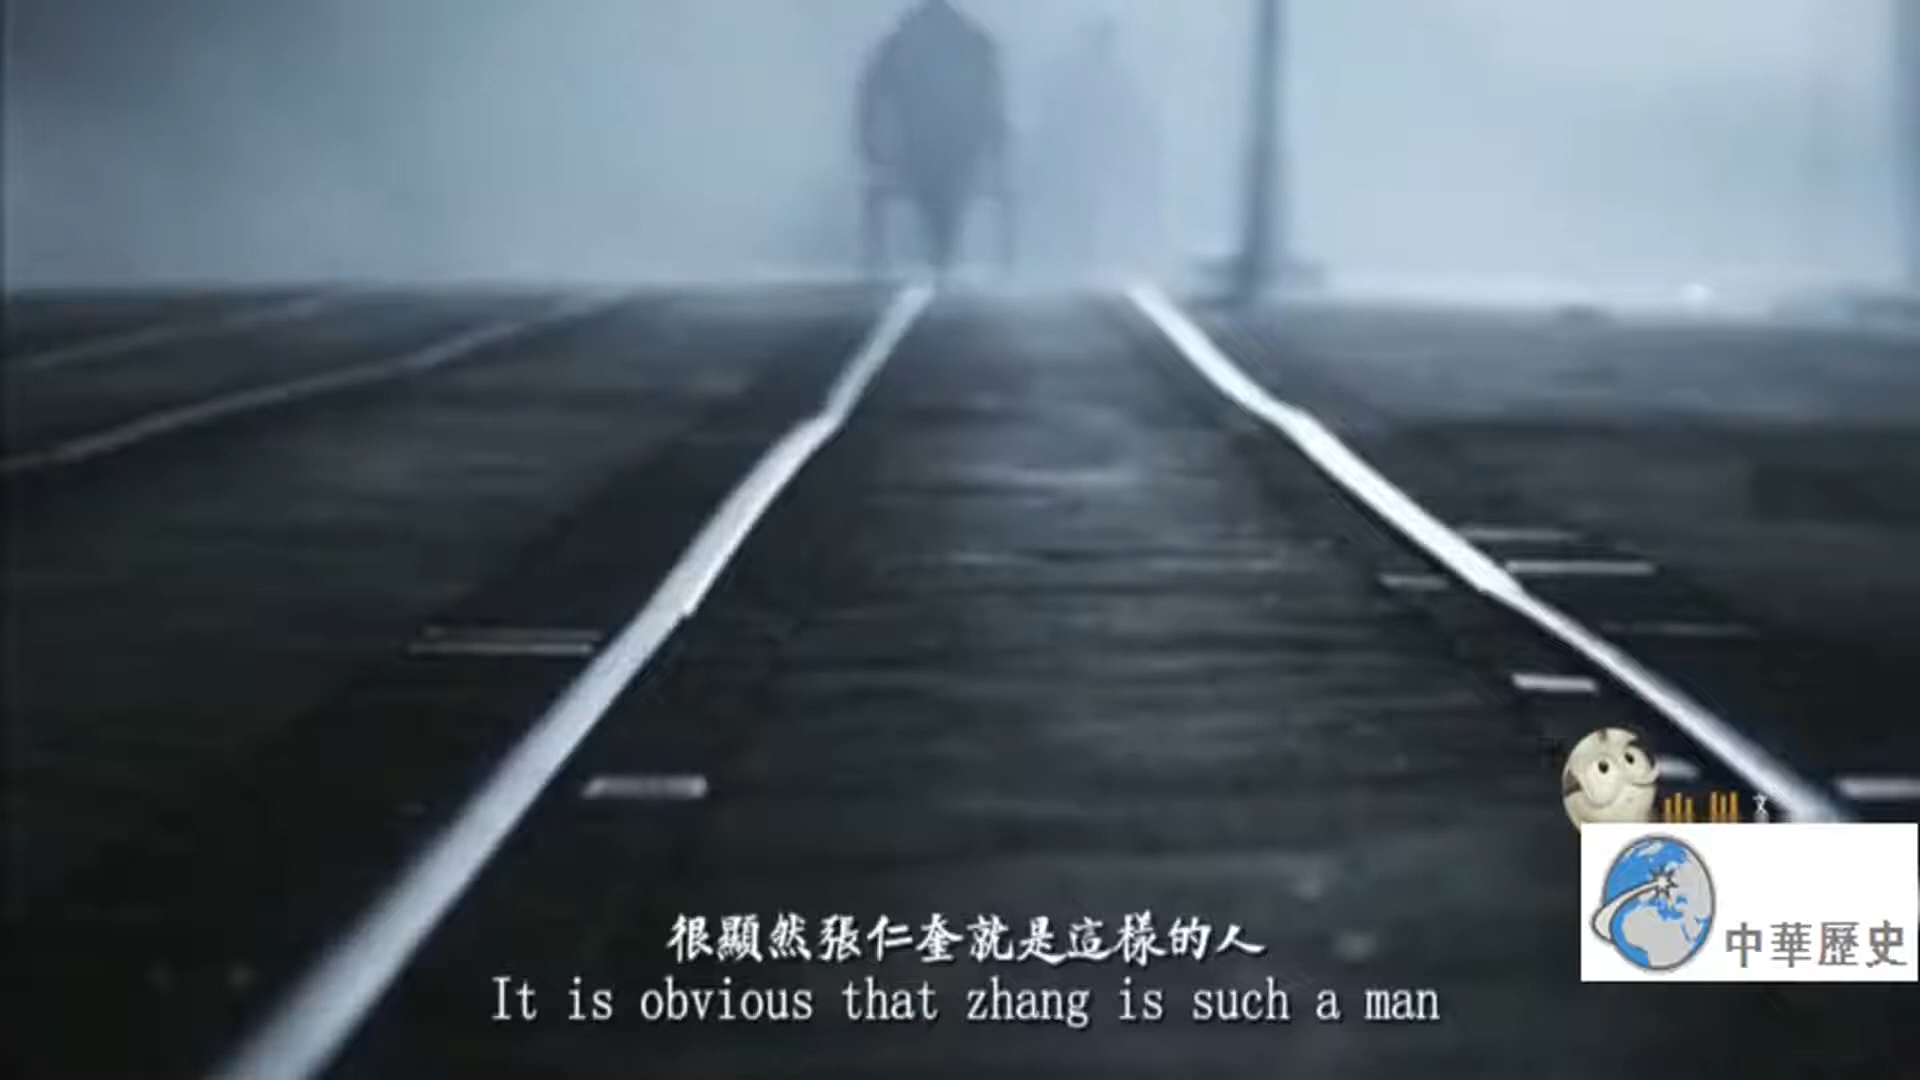 很顯然張仁奎就是這樣的人
It is obvious that zhang is such a man
中華歷史